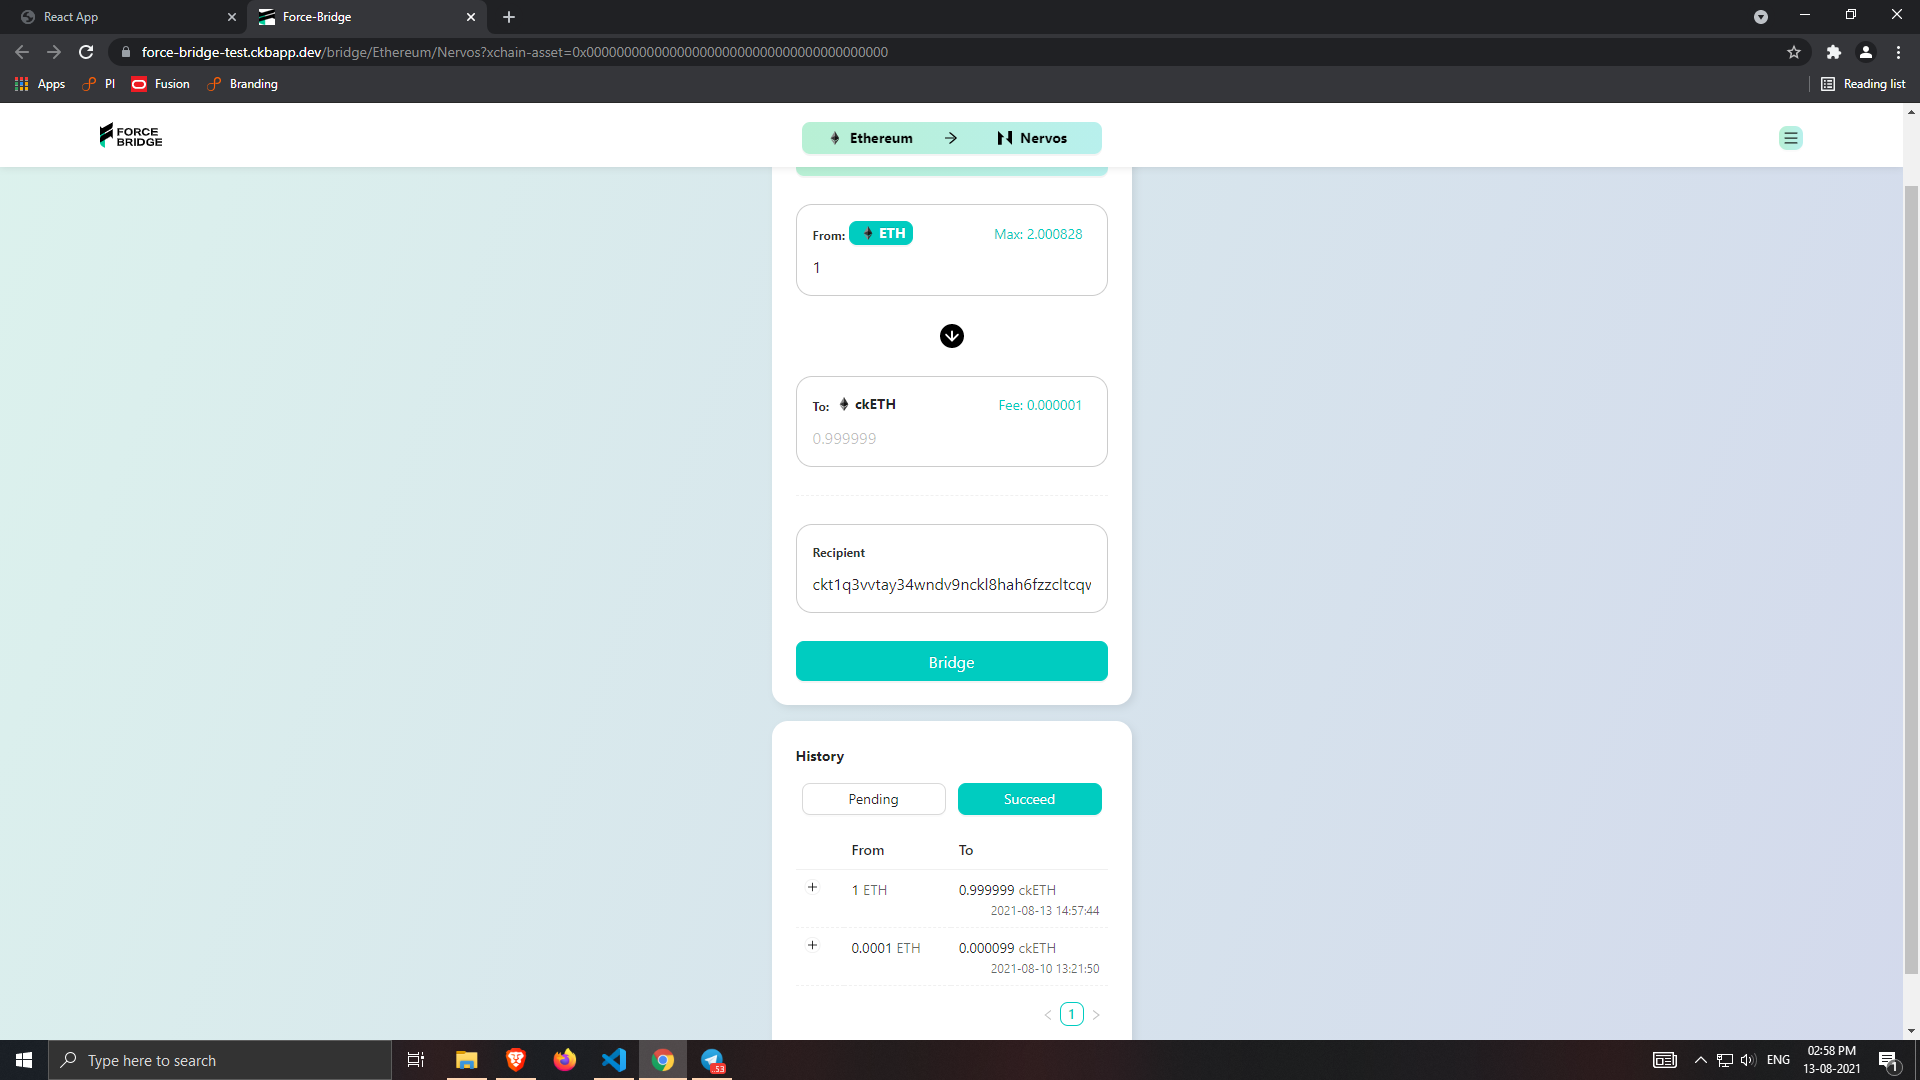 React App
Force-Bridge
force-bridge-test.ckbapp.dev/bridge/Ethereum/Nervos?xchain-asset=0x0000000000000000000000000000000000000000
Apps
PI
Fusion
Branding
Reading list
FORCE
BRIDGE
Ethereum
Nervos
From:
ETH
Max: 2.000828
1
To:
ckETH
Fee: 0.000001
0.999999
Recipient
ckt1q3vvtay34wndv9nckl8hah6fzzcltcqv
Bridge
History
Pending
Succeed
From
To
1 ETH
0.999999 ckETH
2021-08-13 14:57:44
0.0001 ETH
0.000099 ckETH
2021-08-10 13:21:50
1
Type here to search
.53
ENG
02:58 PM
13-08-2021
1